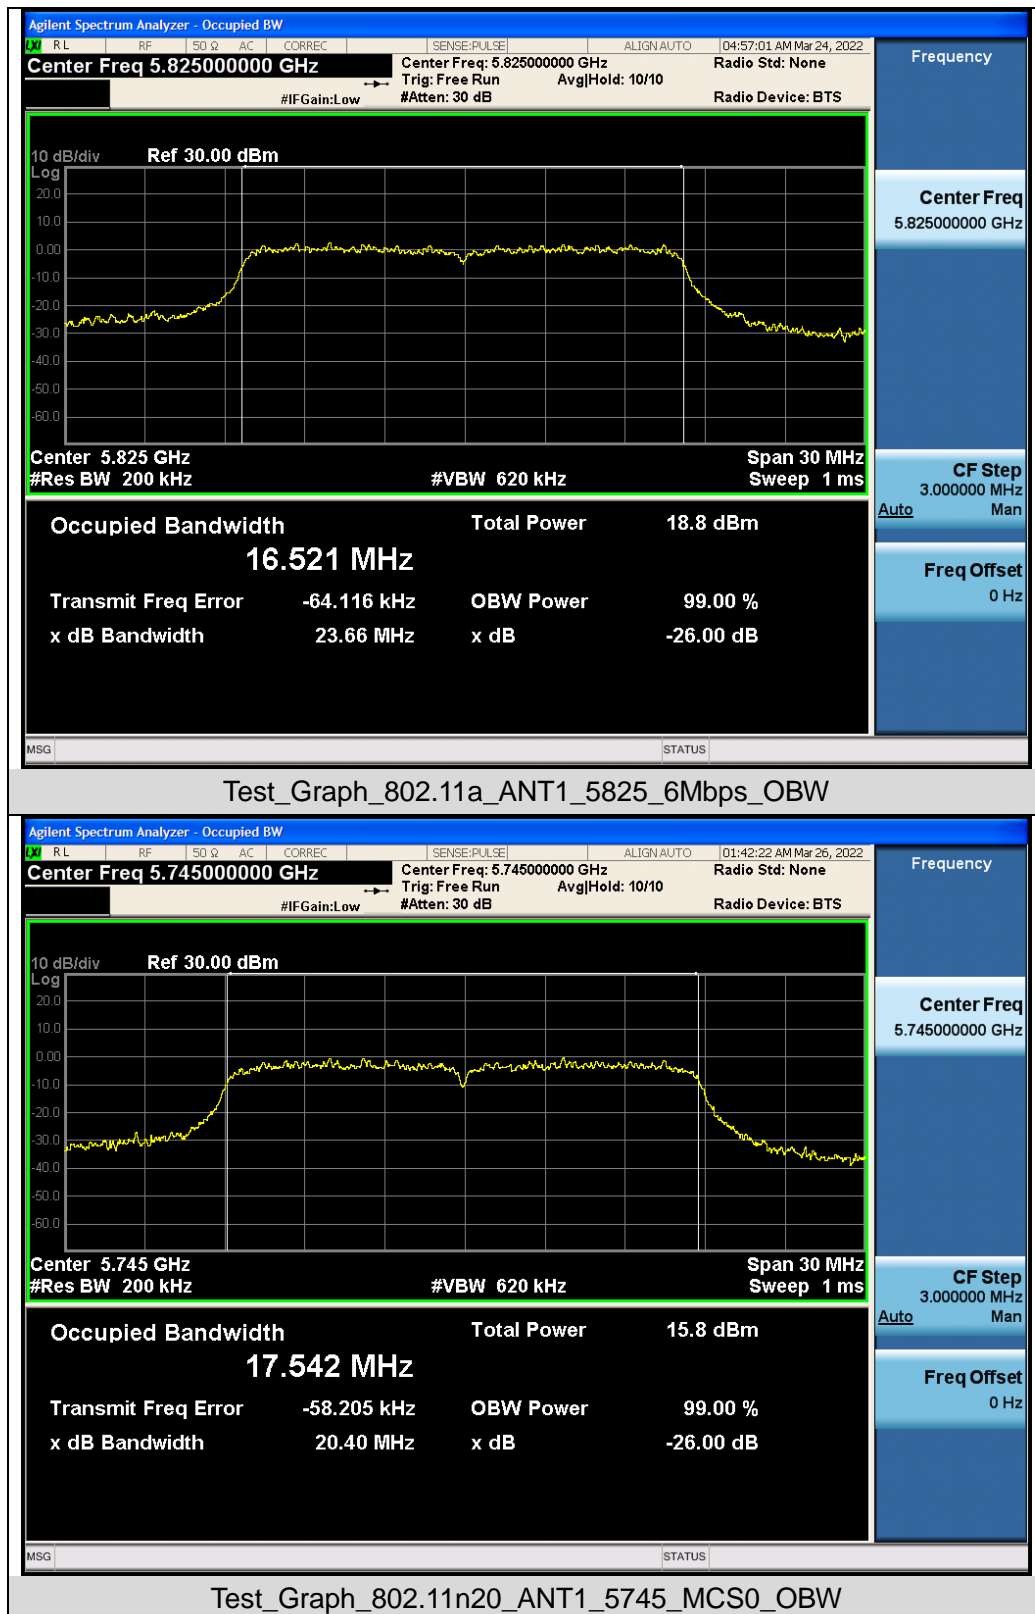 Agilent Spectrum Analyzer - Occupied BW
LXI RL RF 50 Ω AC CORREC SENSE:PULSE ALIGN AUTO 04:57:01 AM Mar 24, 2022
Center Freq 5.825000000 GHz
Center Freq: 5.825000000 GHz
Radio Std: None
Trig: Free Run Avg|Hold: 10/10
#IFGain:Low
#Atten: 30 dB
Radio Device: BTS
10 dB/div Ref 30.00 dBm
Log
20.0
10.0
0.00
-10.0
-20.0
-30.0
-40.0
-50.0
-60.0
Center 5.825 GHz Span 30 MHz
#Res BW 200 kHz #VBW 620 kHz Sweep 1 ms
Occupied Bandwidth Total Power 18.8 dBm
16.521 MHz
Transmit Freq Error -64.116 kHz OBW Power 99.00 %
x dB Bandwidth 23.66 MHz x dB -26.00 dB
MSG STATUS
Frequency
Center Freq
5.825000000 GHz
CF Step
3.000000 MHz
Auto Man
Freq Offset
0 Hz
Test_Graph_802.11a_ANT1_5825_6Mbps_OBW
Agilent Spectrum Analyzer - Occupied BW
LXI RL RF 50 Ω AC CORREC SENSE:PULSE ALIGN AUTO 01:42:22 AM Mar 26, 2022
Center Freq 5.745000000 GHz
Center Freq: 5.745000000 GHz
Radio Std: None
Trig: Free Run Avg|Hold: 10/10
#IFGain:Low
#Atten: 30 dB
Radio Device: BTS
10 dB/div Ref 30.00 dBm
Log
20.0
10.0
0.00
-10.0
-20.0
-30.0
-40.0
-50.0
-60.0
Center 5.745 GHz Span 30 MHz
#Res BW 200 kHz #VBW 620 kHz Sweep 1 ms
Occupied Bandwidth Total Power 15.8 dBm
17.542 MHz
Transmit Freq Error -58.205 kHz OBW Power 99.00 %
x dB Bandwidth 20.40 MHz x dB -26.00 dB
MSG STATUS
Frequency
Center Freq
5.745000000 GHz
CF Step
3.000000 MHz
Auto Man
Freq Offset
0 Hz
Test_Graph_802.11n20_ANT1_5745_MCS0_OBW